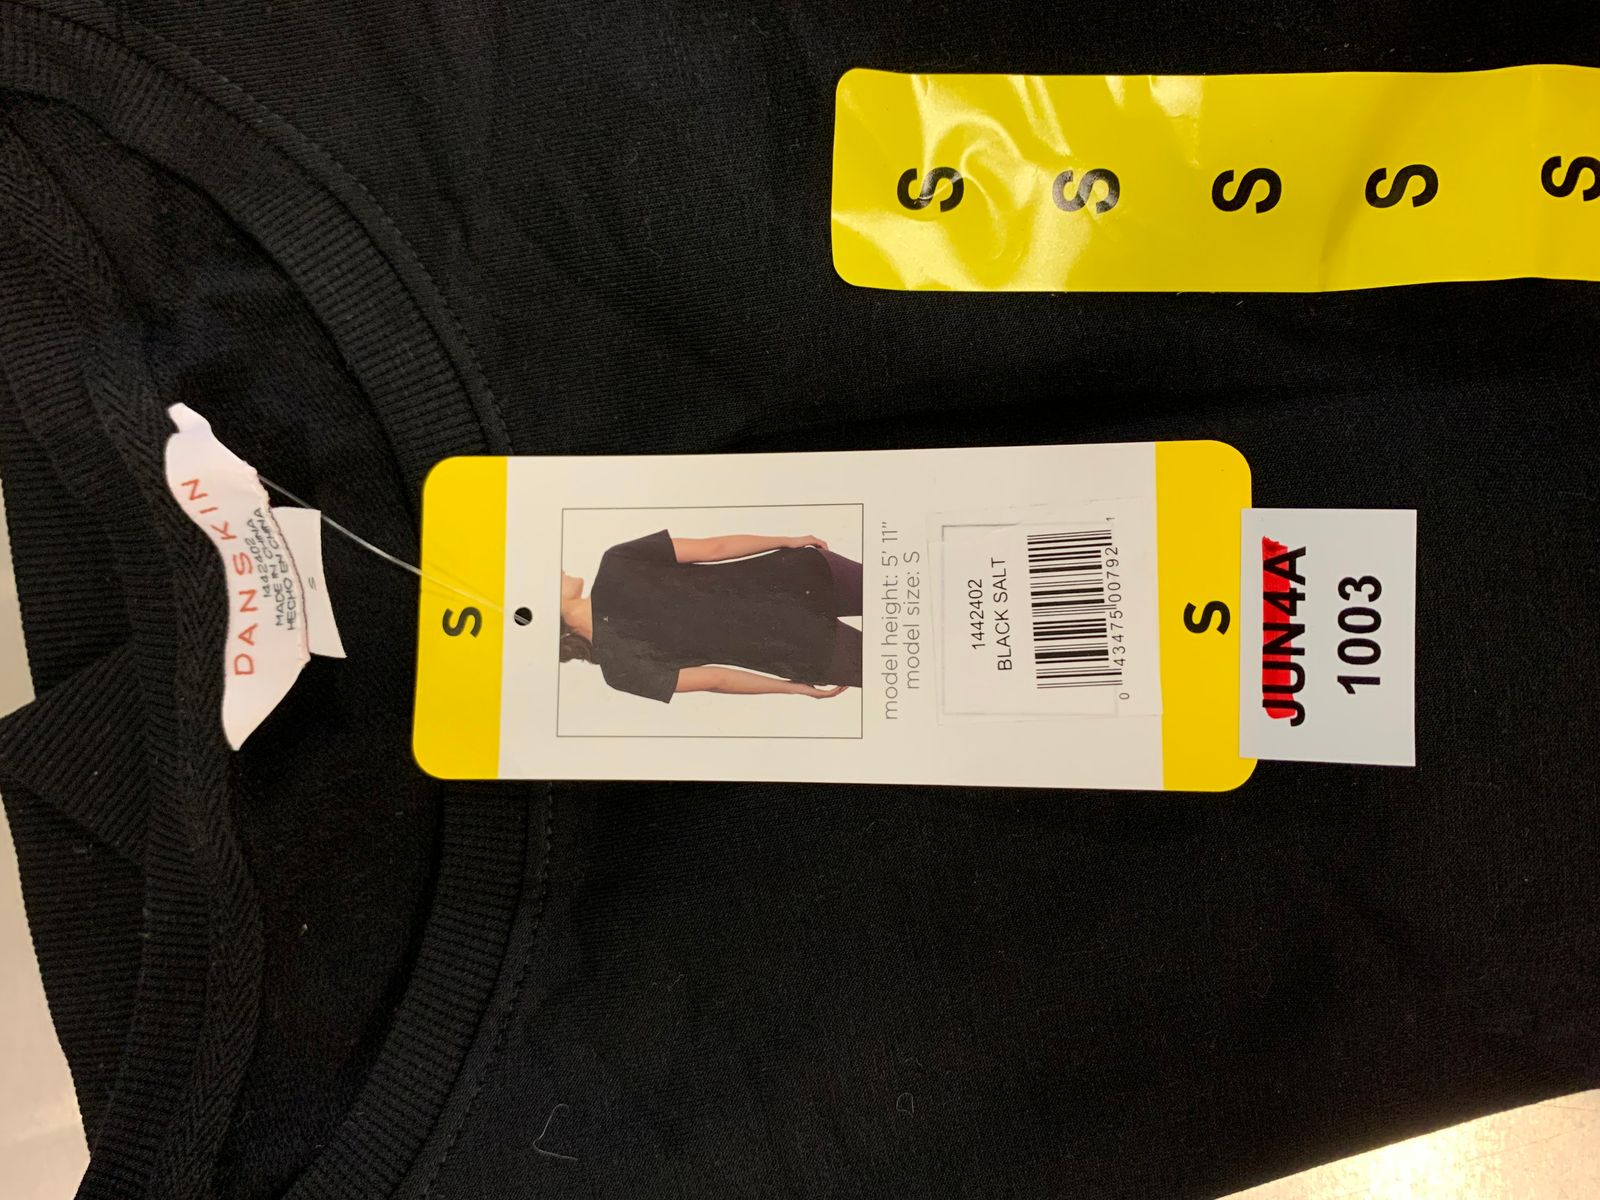 DANSKIN
1442402
MADE IN CHINA
HECHO EN CHINA
S
S
model height: 5' 11"
model size: S
1442402
BLACK SALT
0 43475 00792 1
S
JUN4A
1003
S S S S S